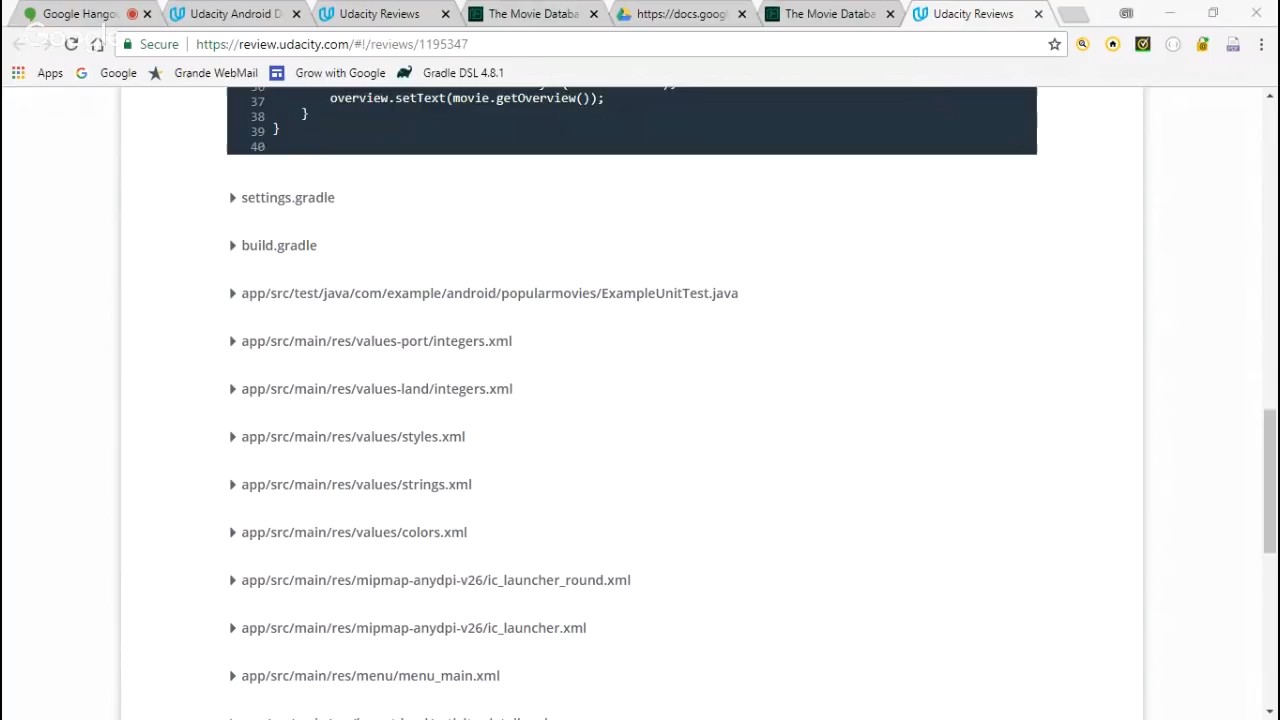 Google Hango
Udacity Android D
Udacity Reviews
The Movie Databa
https://docs.goog
The Movie Datab
Udacity Reviews
Secure
https://review.udacity.com/#!/reviews/1195347
Apps
Google
Grande WebMail
Grow with Google
Gradle DSL 4.8.1
37 overview.setText(movie.getOverview());
38 }
39 }
40
settings.gradle
build.gradle
app/src/test/java/com/example/android/popularmovies/ExampleUnitTest.java
app/src/main/res/values-port/integers.xml
app/src/main/res/values-land/integers.xml
app/src/main/res/values/styles.xml
app/src/main/res/values/strings.xml
app/src/main/res/values/colors.xml
app/src/main/res/mipmap-anydpi-v26/ic_launcher_round.xml
app/src/main/res/mipmap-anydpi-v26/ic_launcher.xml
app/src/main/res/menu/menu_main.xml